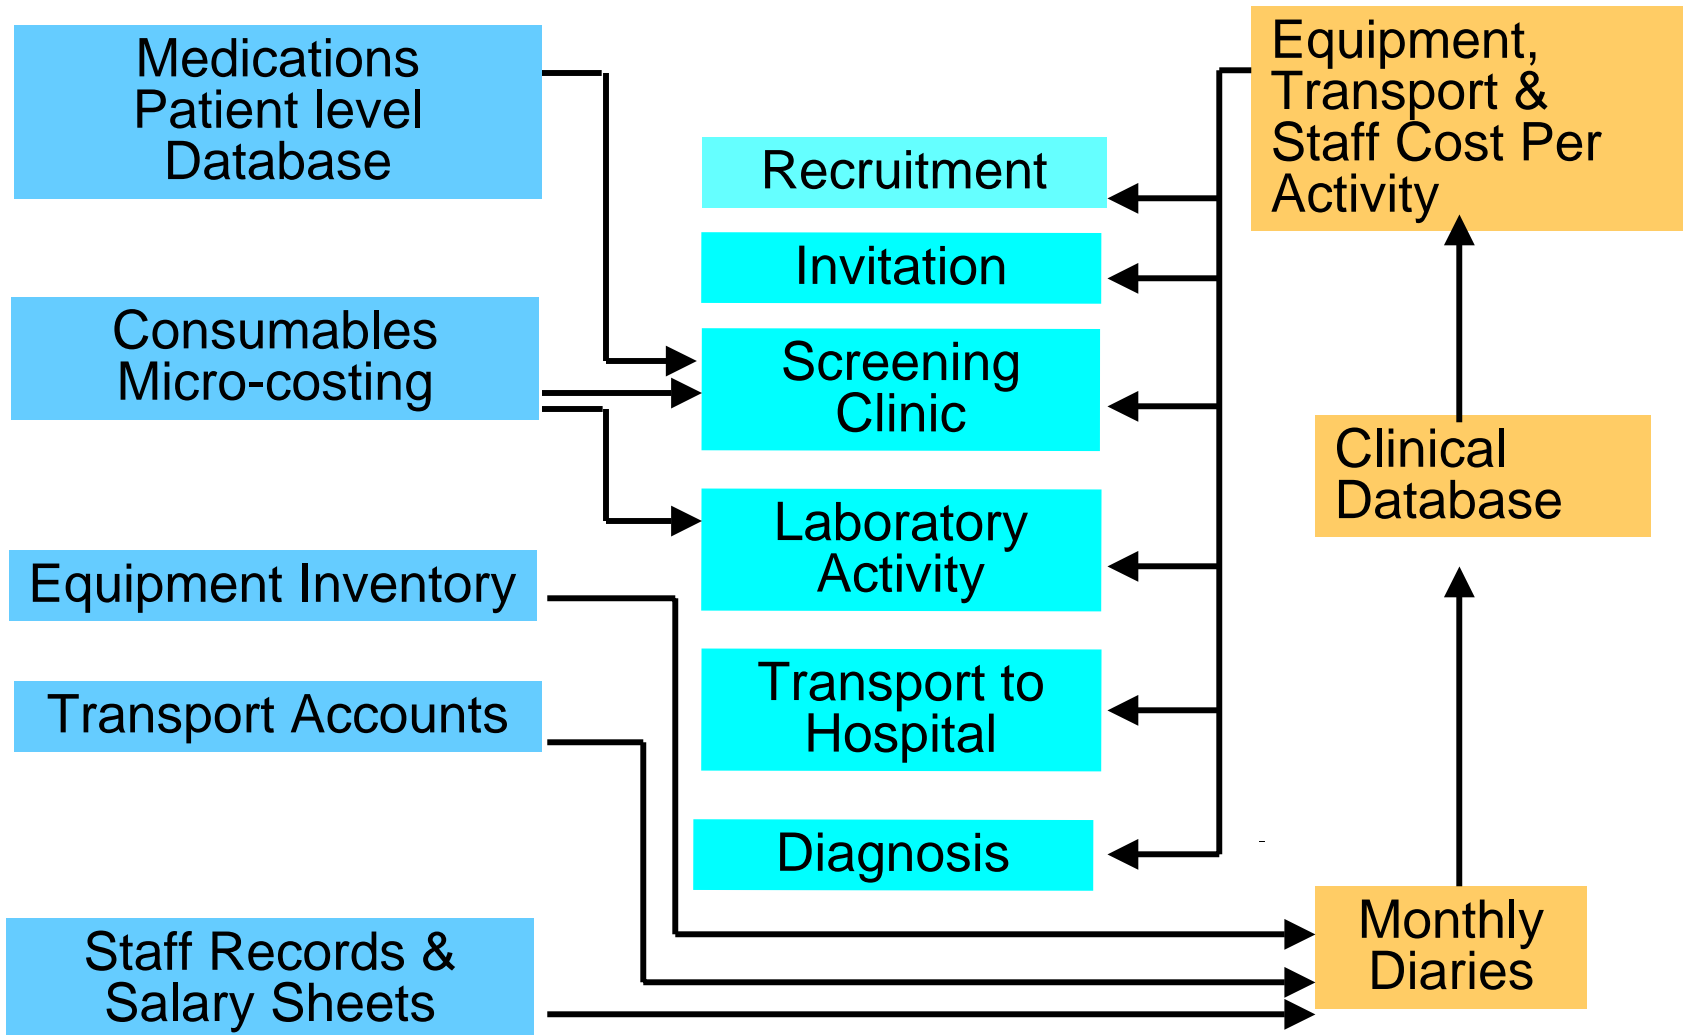 Medications
Patient level
Database
Consumables
Micro-costing
Equipment Inventory
Transport Accounts
Staff Records &
Salary Sheets
Recruitment
Invitation
Screening
Clinic
Laboratory
Activity
Transport to
Hospital
Diagnosis
Equipment,
Transport &
Staff Cost Per
Activity
Clinical
Database
Monthly
Diaries